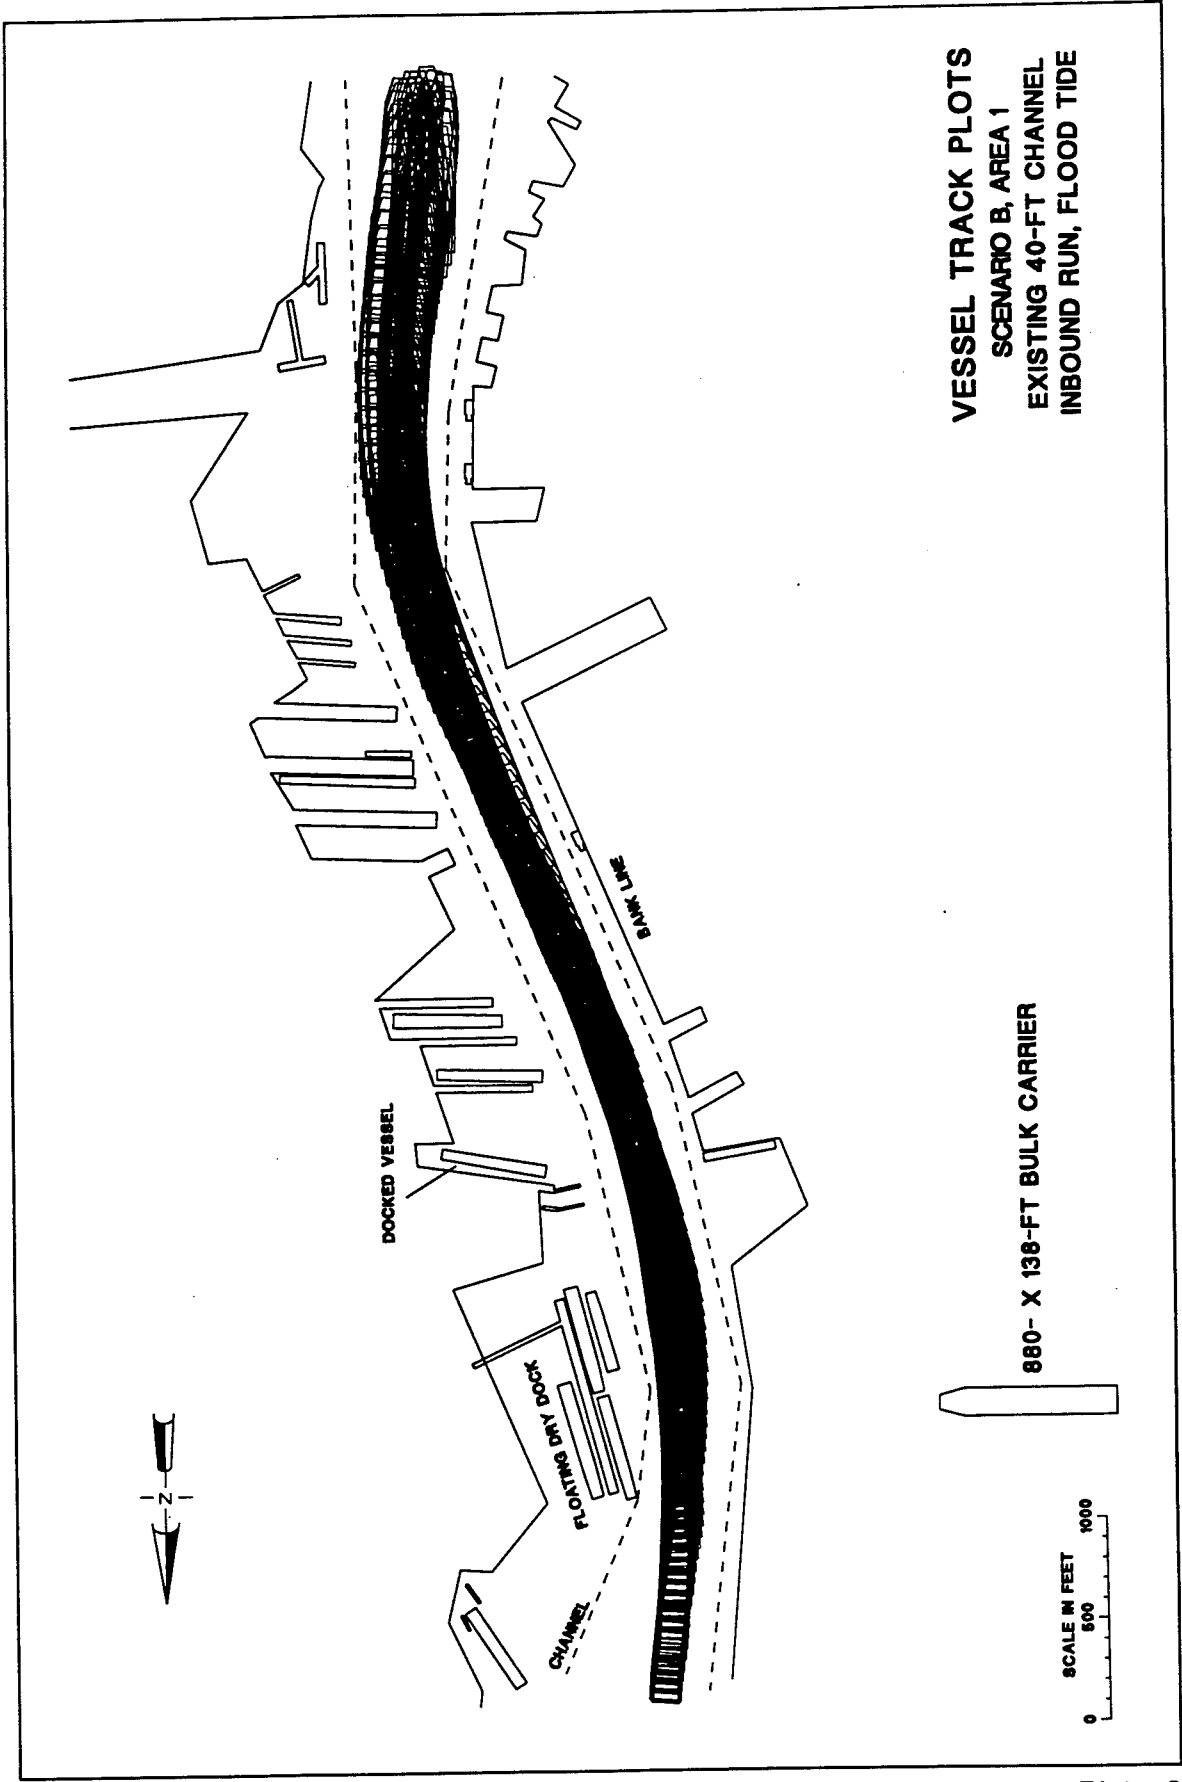 VESSEL TRACK PLOTS
SCENARIO B, AREA 1
EXISTING 40-FT CHANNEL
INBOUND RUN, FLOOD TIDE
BANK LINE
DOCKED VESSEL
FLOATING DRY DOCK
CHANNEL
N
880- X 138-FT BULK CARRIER
SCALE IN FEET
0 500 1000